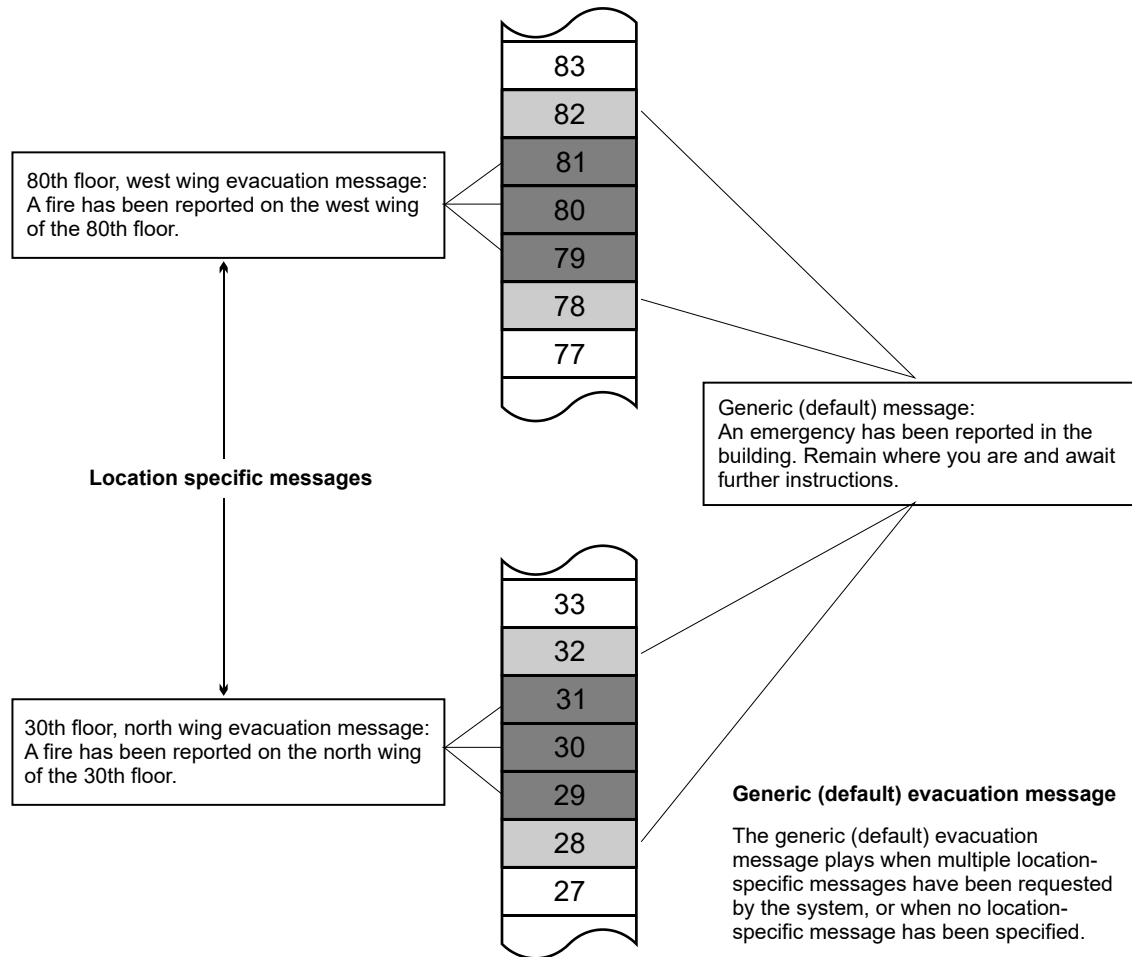 83
82
81
80
79
78
77
80th floor, west wing evacuation message:
A fire has been reported on the west wing
of the 80th floor.
Generic (default) message:
An emergency has been reported in the
building. Remain where you are and await
further instructions.
Location specific messages
33
32
31
30
29
28
27
30th floor, north wing evacuation message:
A fire has been reported on the north wing
of the 30th floor.
Generic (default) evacuation message
The generic (default) evacuation
message plays when multiple location-
specific messages have been requested
by the system, or when no location-
specific message has been specified.